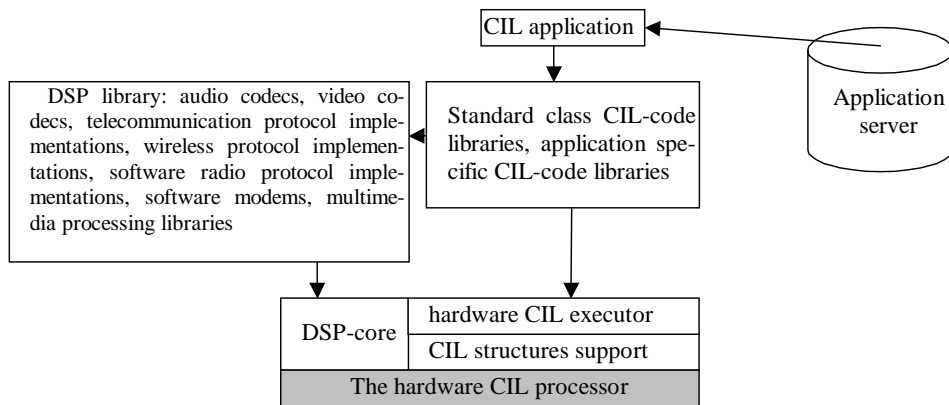 CIL application
DSP library: audio codecs, video co-
decs, telecommunication protocol imple-
mentations, wireless protocol implemen-
tations, software radio protocol imple-
mentations, software modems, multime-
dia processing libraries
Standard class CIL-code
libraries, application spe-
cific CIL-code libraries
Application
server
DSP-core
hardware CIL executor
CIL structures support
The hardware CIL processor